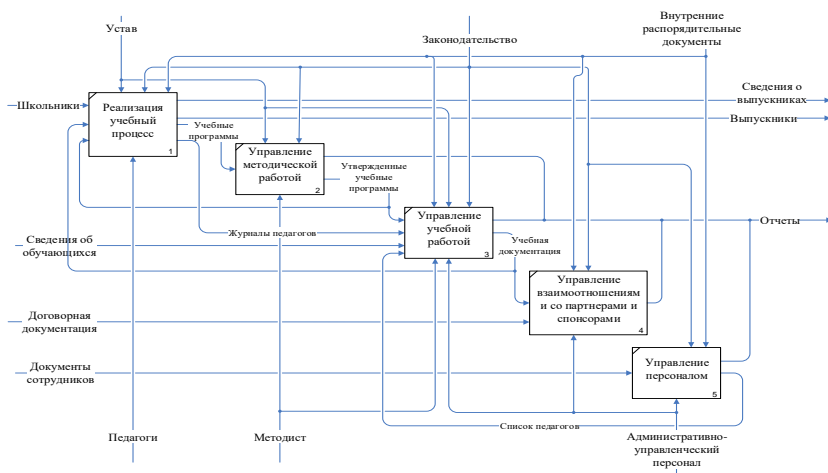 Устав
Законодательство
Внутренние
распорядительные
документы
Школьники
Реализация
учебный
процесс
1
Сведения о
выпускниках
Выпускники
Учебные
программы
Управление
методической
работой
2
Утвержденные
учебные
программы
Управление
учебной
работой
3
Журналы педагогов
Отчеты
Сведения об
обучающихся
Учебная
документация
Управление
взаимоотношениям
и со партнерами и
спонсорами
4
Договорная
документация
Документы
сотрудников
Управление
персоналом
5
Список педагогов
Педагоги
Методист
Административно-
управленческий
персонал